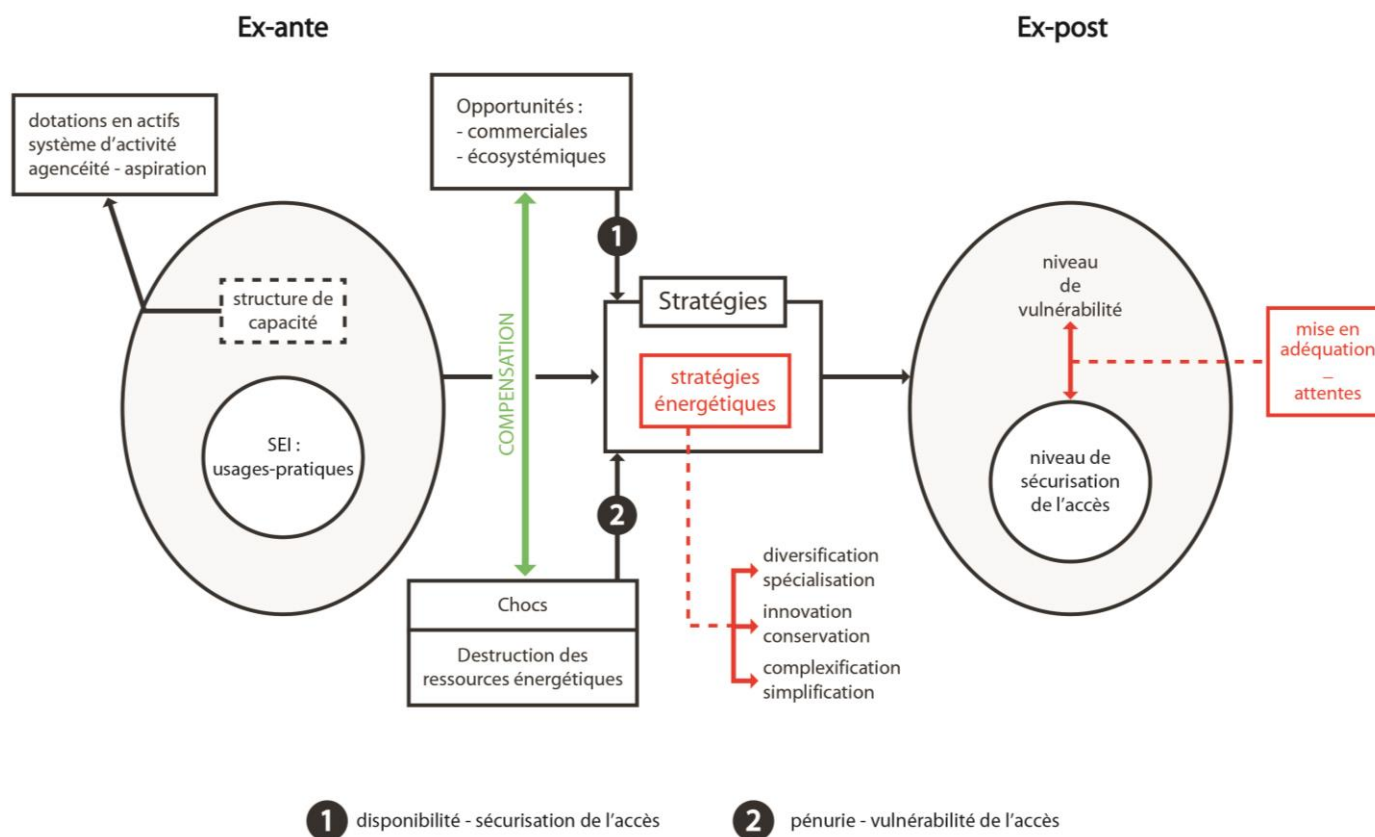 Ex-ante
Ex-post
dotations en actifs
système d'activité
agencéité - aspiration
Opportunités :
- commerciales
- écosystémiques
1
structure de
capacité
SEI :
usages-pratiques
COMPENSATION
Stratégies
stratégies
énergétiques
2
Chocs
Destruction des
ressources énergétiques
diversification
spécialisation
innovation
conservation
complexification
simplification
niveau
de
vulnérabilité
niveau de
sécurisation
de l'accès
mise en
adéquation
–
attentes
1 disponibilité - sécurisation de l'accès
2 pénurie - vulnérabilité de l'accès